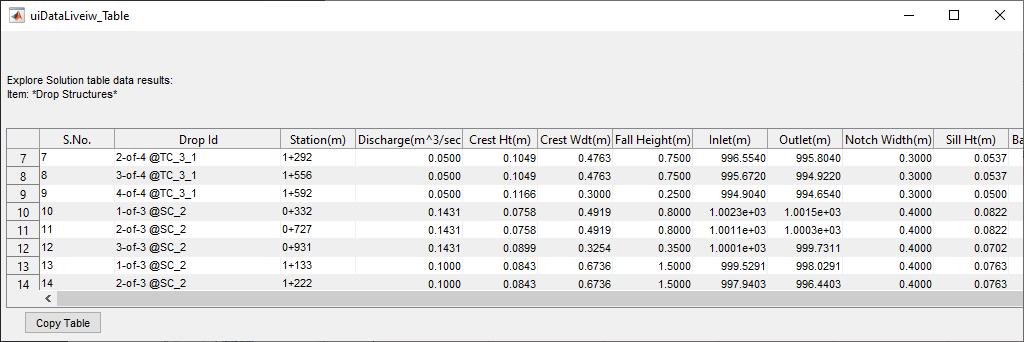 uiDataLiveiw_Table
Explore Solution table data results:
Item: *Drop Structures*
S.No. Drop Id Station(m) Discharge(m^3/sec Crest Ht(m) Crest Wdt(m) Fall Height(m) Inlet(m) Outlet(m) Notch Width(m) Sill Ht(m) Ba
7 7 2-of-4 @TC_3_1 1+292 0.0500 0.1049 0.4763 0.7500 996.5540 995.8040 0.3000 0.0537
8 8 3-of-4 @TC_3_1 1+556 0.0500 0.1049 0.4763 0.7500 995.6720 994.9220 0.3000 0.0537
9 9 4-of-4 @TC_3_1 1+592 0.0500 0.1166 0.3000 0.2500 994.9040 994.6540 0.3000 0.0500
10 10 1-of-3 @SC_2 0+332 0.1431 0.0758 0.4919 0.8000 1.0023e+03 1.0015e+03 0.4000 0.0822
11 11 2-of-3 @SC_2 0+727 0.1431 0.0758 0.4919 0.8000 1.0011e+03 1.0003e+03 0.4000 0.0822
12 12 3-of-3 @SC_2 0+931 0.1431 0.0899 0.3254 0.3500 1.0001e+03 999.7311 0.4000 0.0702
13 13 1-of-3 @SC_2 1+133 0.1000 0.0843 0.6736 1.5000 999.5291 998.0291 0.4000 0.0763
14 14 2-of-3 @SC_2 1+222 0.1000 0.0843 0.6736 1.5000 997.9403 996.4403 0.4000 0.0763
Copy Table